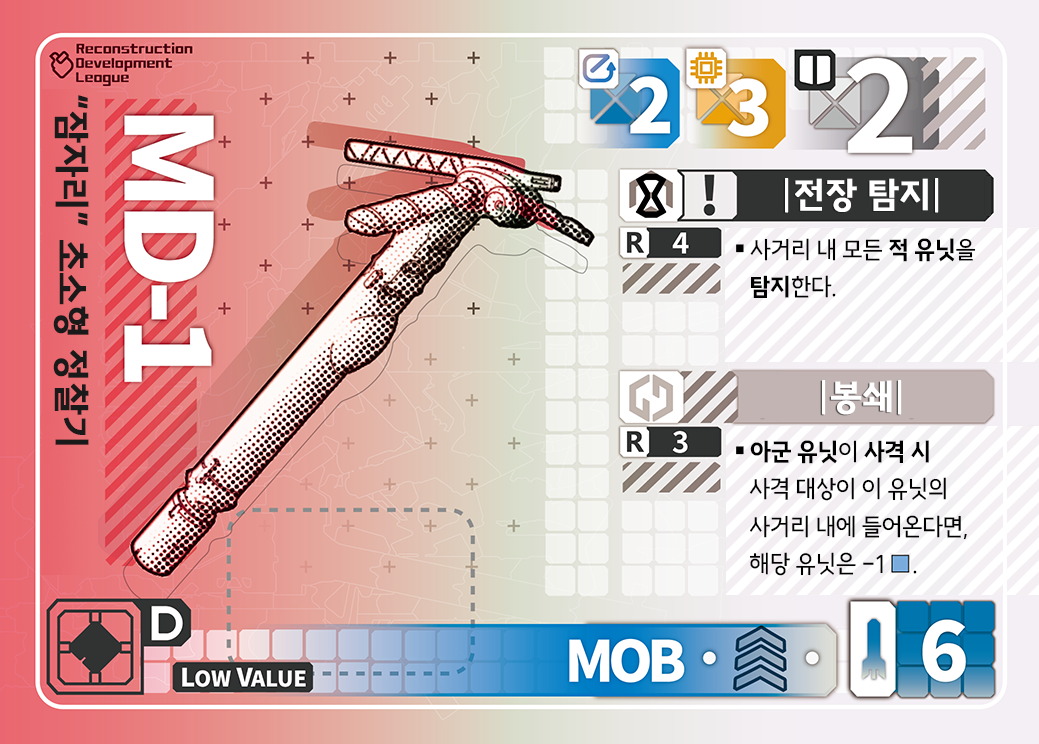 Reconstruction
Development
League
MD-1
"잠자리" 초소형 정찰기
2
3
2
! |전장 탐지|
R 4
▪ 사거리 내 모든 적 유닛을
탐지한다.
|봉쇄|
R 3
▪ 아군 유닛이 사격 시
사격 대상이 이 유닛의
사거리 내에 들어온다면,
해당 유닛은 -1 .
D
LOW VALUE
MOB
6